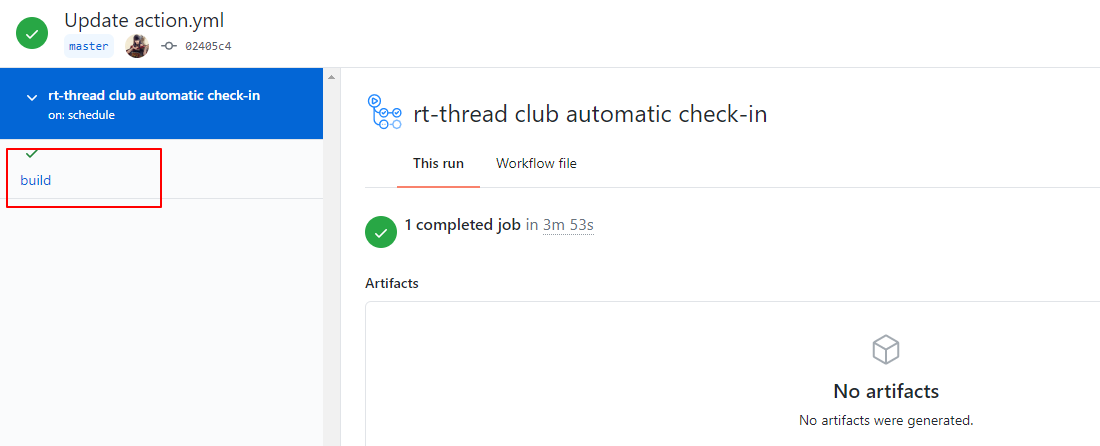 Update action.yml
master 02405c4
rt-thread club automatic check-in
on: schedule
build
rt-thread club automatic check-in
This run Workflow file
1 completed job in 3m 53s
Artifacts
No artifacts
No artifacts were generated.